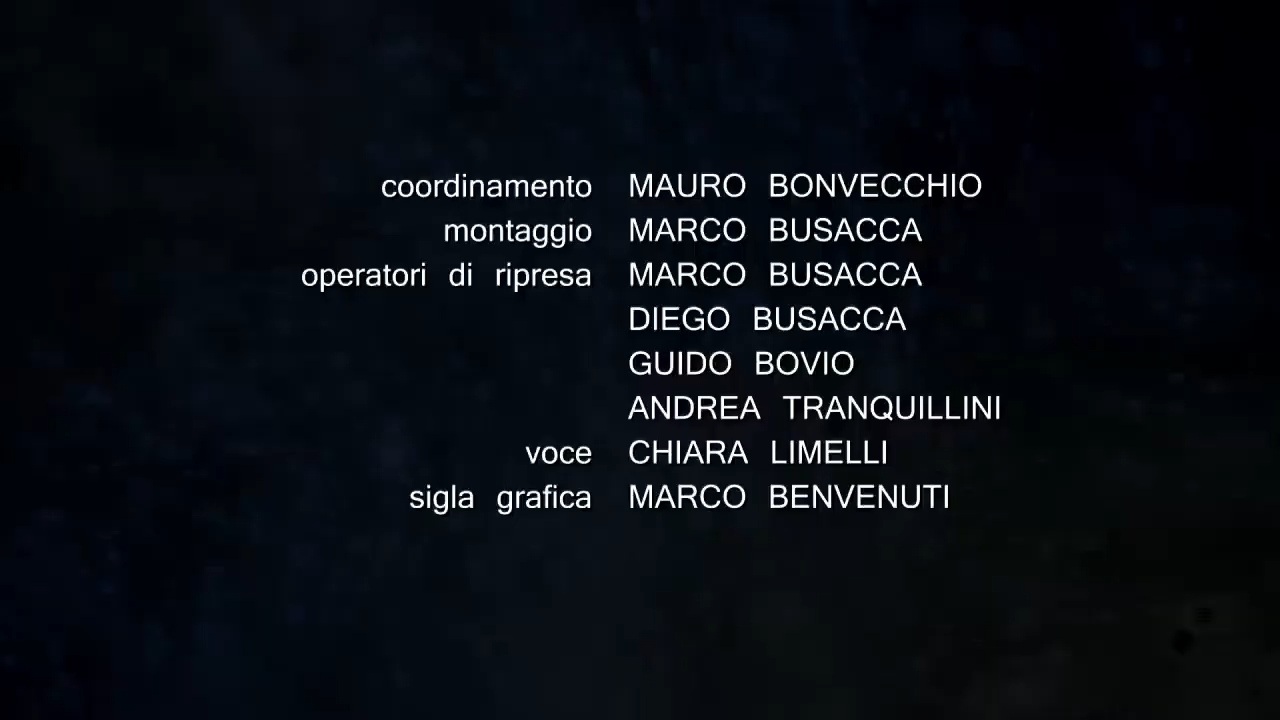 coordinamento MAURO BONVECCHIO
montaggio MARCO BUSACCA
operatori di ripresa MARCO BUSACCA
DIEGO BUSACCA
GUIDO BOVIO
ANDREA TRANQUILLINI
voce CHIARA LIMELLI
sigla grafica MARCO BENVENUTI